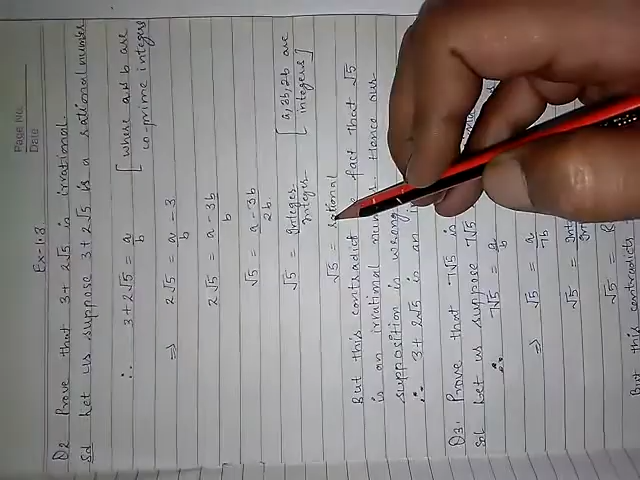 Page No.
Date
Ex-1.3
Q2 Prove that 3+2√5 is irrational.
Sol Let us suppose 3+2√5 is a rational number
∴ 3+2√5 = a/b [where a & b are co-prime integers
⇒ 2√5 = a/b - 3
2√5 = a-3b/b
√5 = a-3b/2b [a, 3b, 2b are integers]
√5 = Integers/Integers
√5 = rational
But this contradict fact that √5
is an irrational Hence our
supposition is wrong
∴ 3+2√5 is an
Q3. Prove that 7√5 is
Sol Let us suppose 7√5
∴ 7√5 = a/b
⇒ √5 = a/7b
√5 =
√5 =
But this contradicts